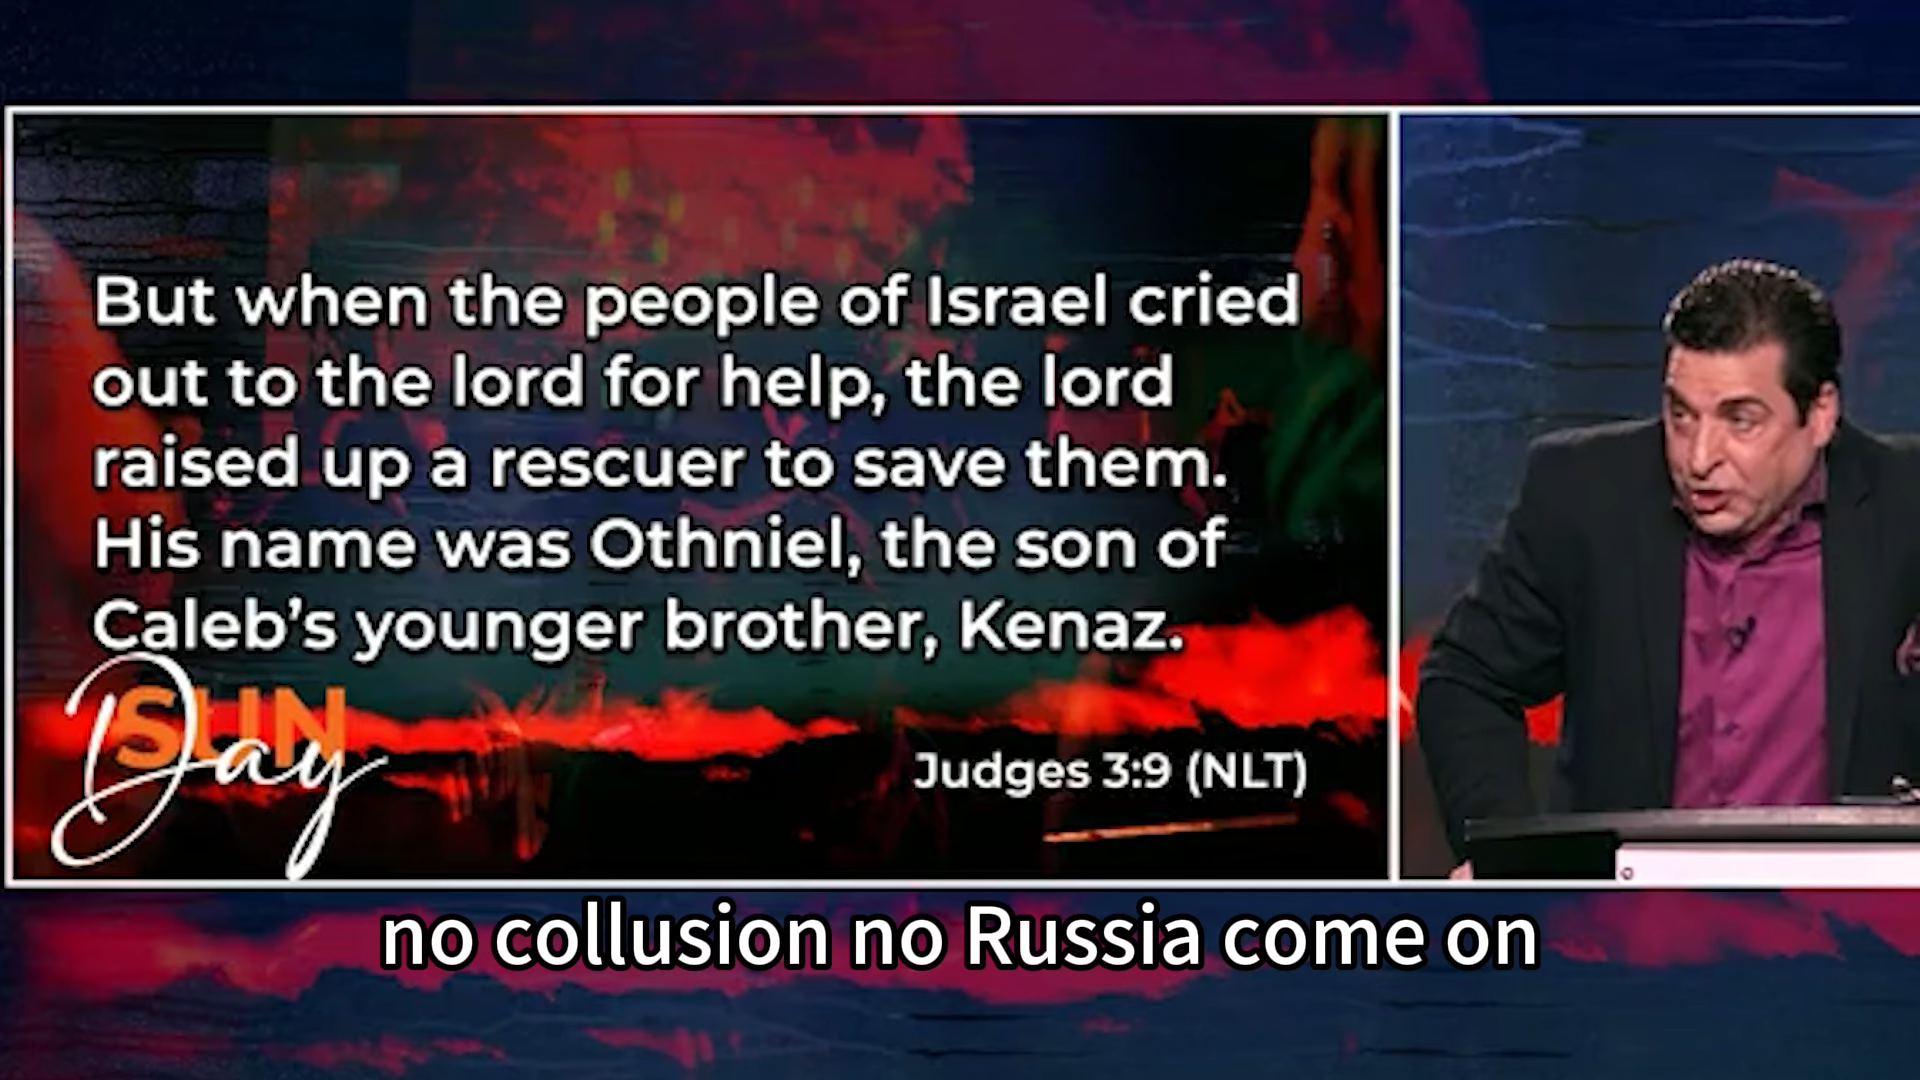 But when the people of Israel cried
out to the lord for help, the lord
raised up a rescuer to save them.
His name was Othniel, the son of
Caleb’s younger brother, Kenaz.
SUN
Day
Judges 3:9 (NLT)
no collusion no Russia come on